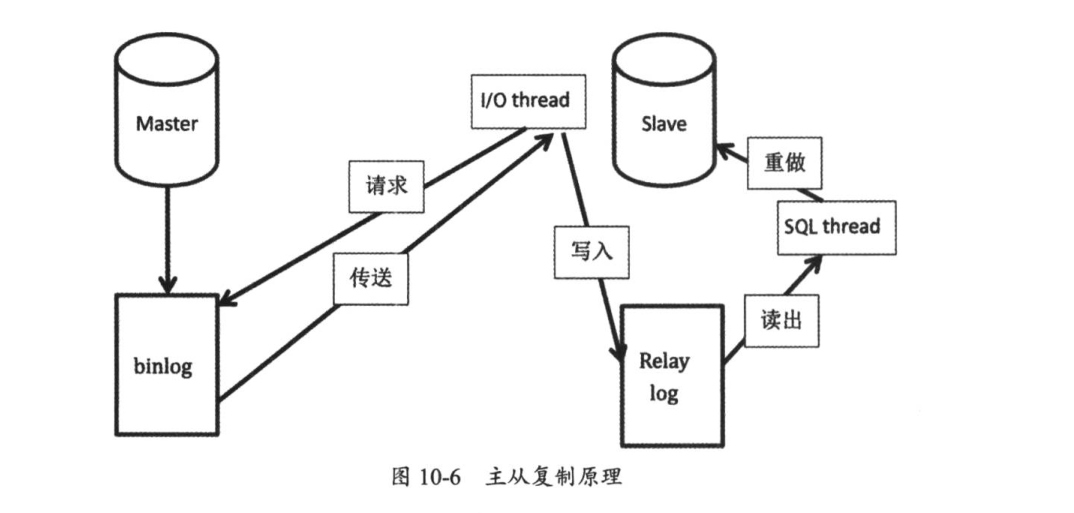 Master
I/O thread
Slave
请求
重做
SQL thread
写入
传送
读出
binlog
Relay
log
图 10-6 主从复制原理